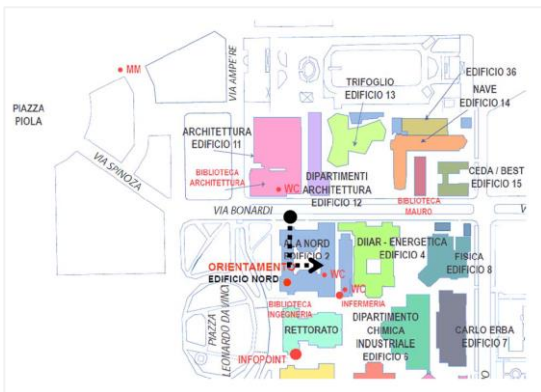 MM
PIAZZA
PIOLA
VIA AMPE'RE
VIA SPINOZA
TRIFOGLIO
EDIFICIO 13
EDIFICIO 36
NAVE
EDIFICIO 14
ARCHITETTURA
EDIFICIO 11
BIBLIOTECA
ARCHITETTURA
WC
DIPARTIMENTI
ARCHITETTURA
EDIFICIO 12
CEDA / BEST
EDIFICIO 15
BIBLIOTECA
MAURO
VIA BONARDI
V
ALA NORD
EDIFICIO 2
DIIAR - ENERGETICA
EDIFICIO 4
FISICA
EDIFICIO 8
ORIENTAMENTO
EDIFICIO NORD
WC
WC
INFERMERIA
BIBLIOTECA
INGEGNERIA
PIAZZA
LEONARDO DA VINCI
RETTORATO
DIPARTIMENTO
CHIMICA
INDUSTRIALE
EDIFICIO 6
CARLO ERBA
EDIFICIO 7
INFOPOINT